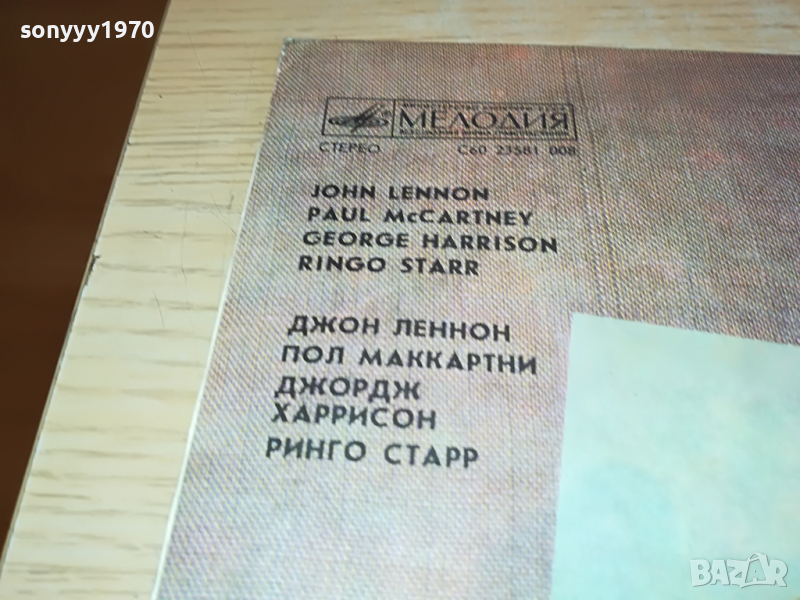 sonyyy1970
МЕЛОДИЯ
СТЕРЕО С60 23581 008
JOHN LENNON
PAUL McCARTNEY
GEORGE HARRISON
RINGO STARR
ДЖОН ЛЕННОН
ПОЛ МАККАРТНИ
ДЖОРДЖ
ХАРРИСОН
РИНГО СТАРР
BAZAR